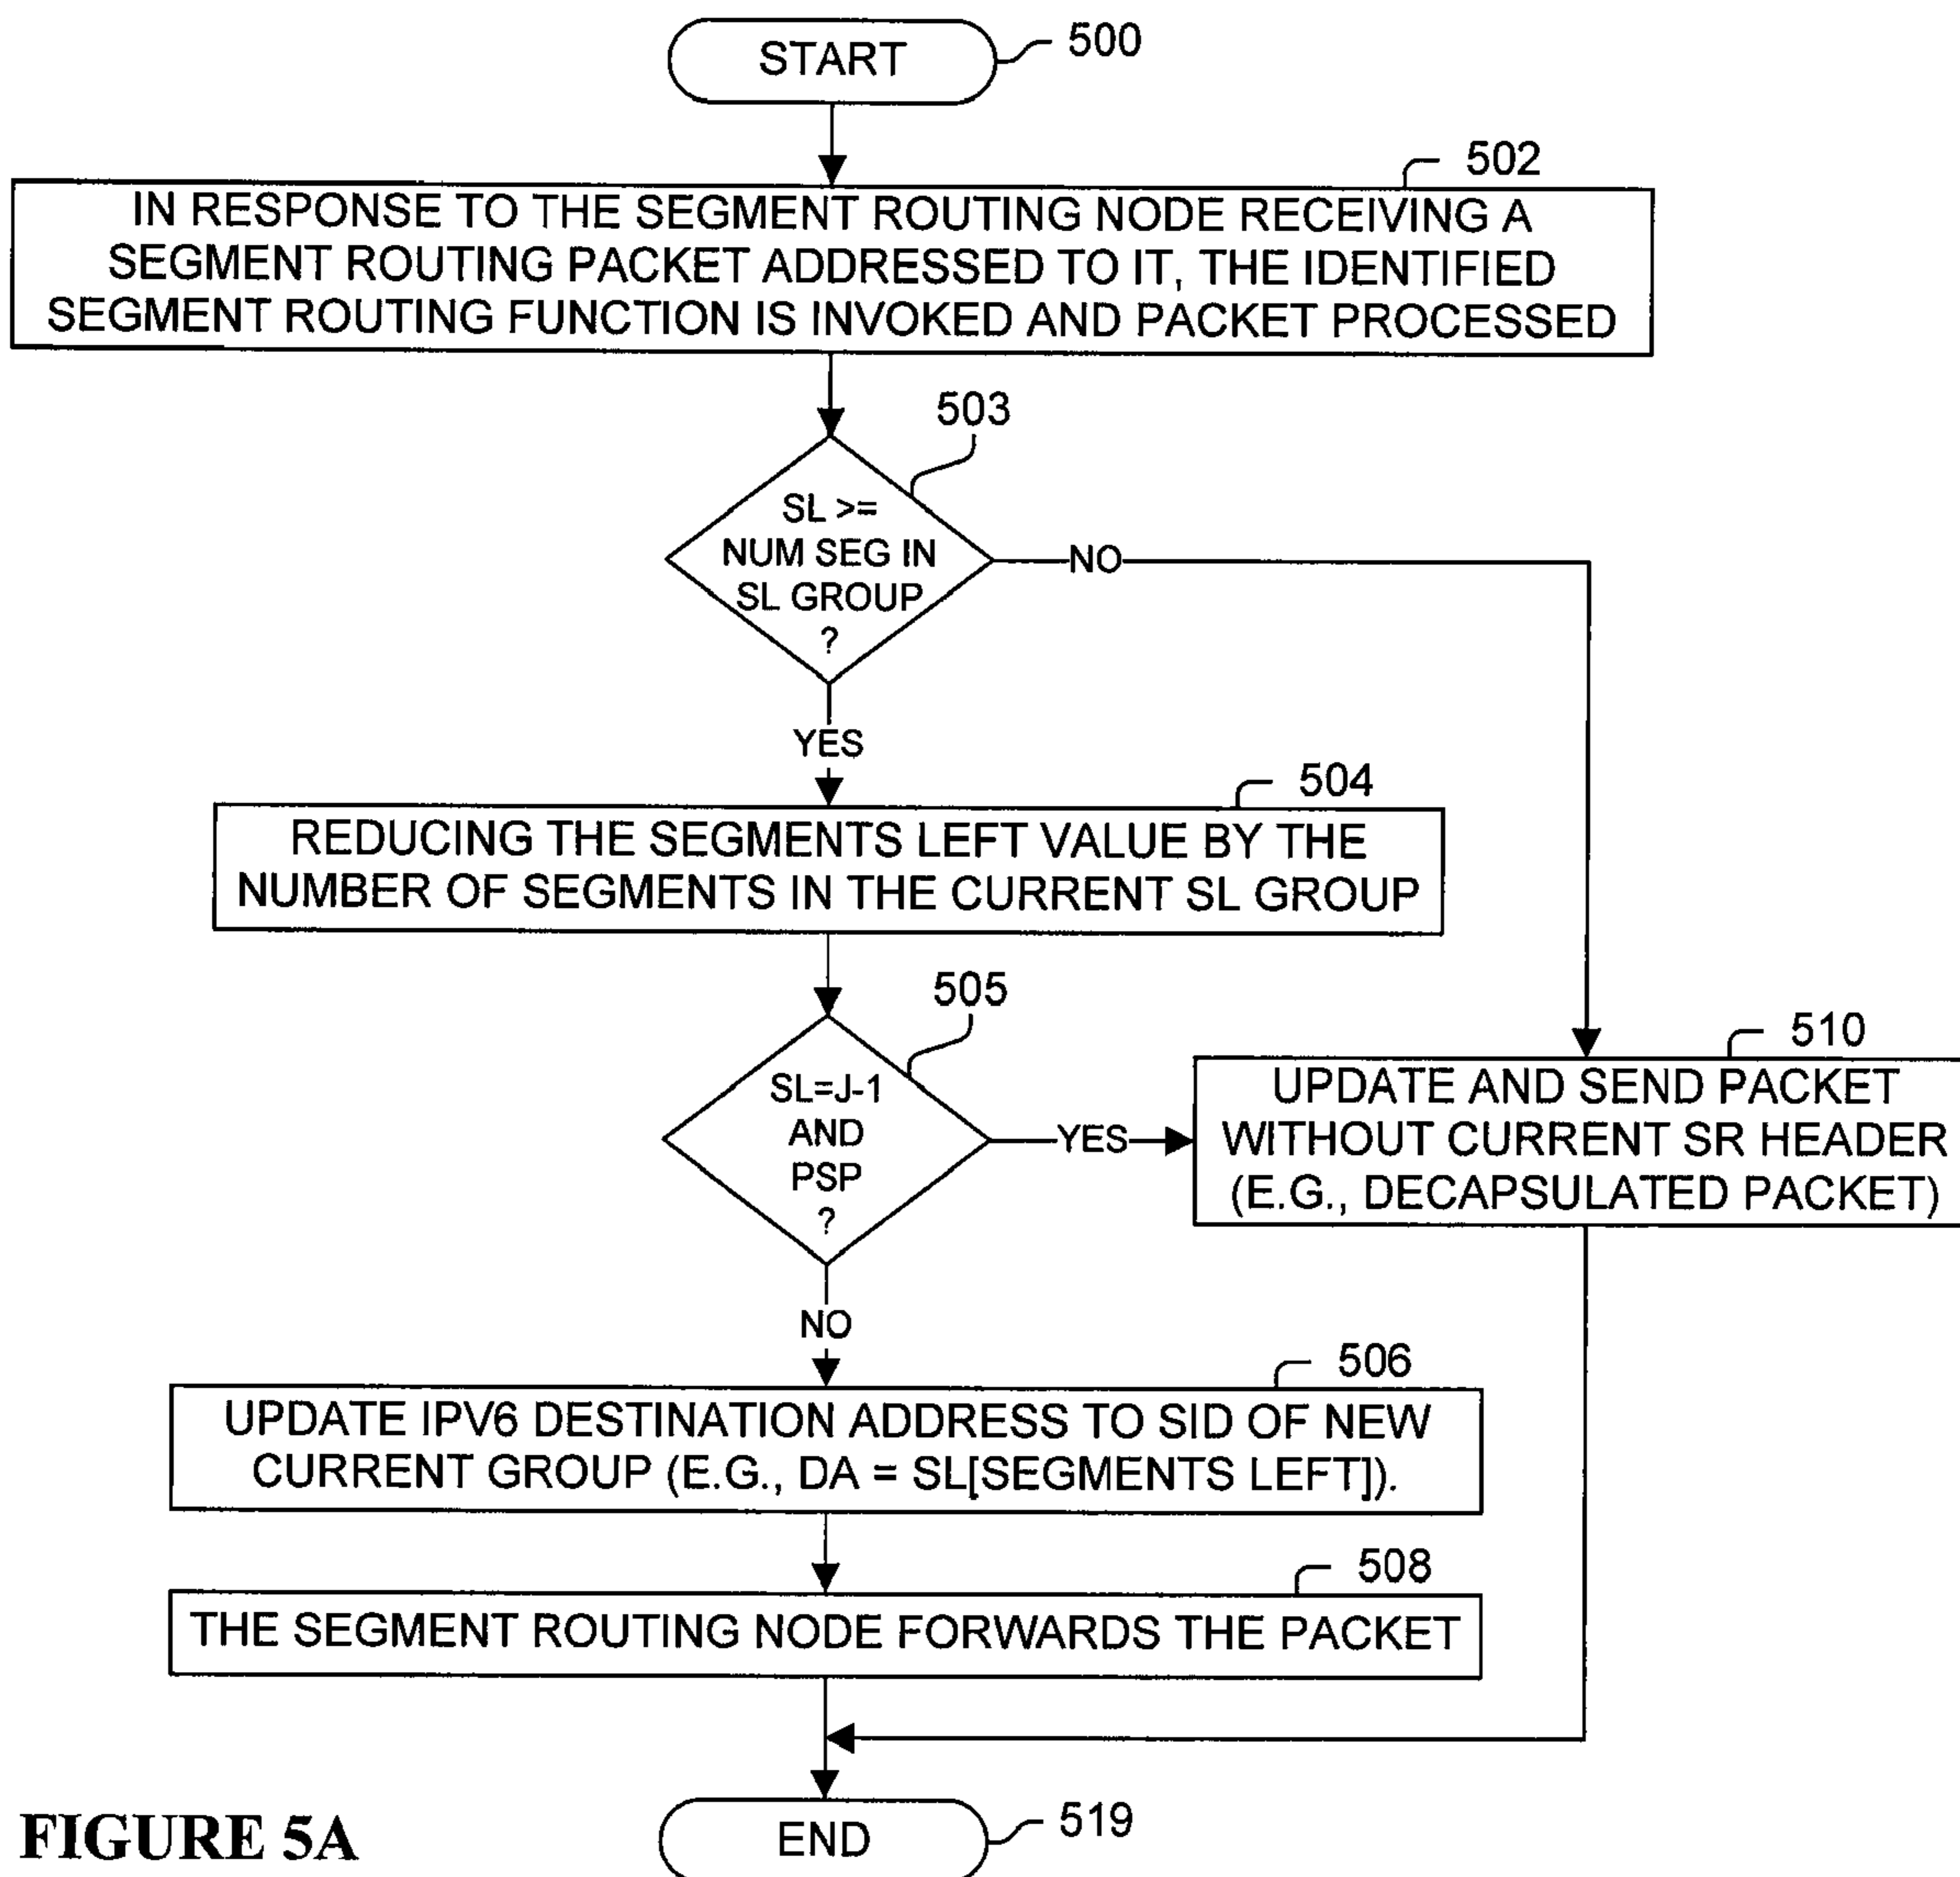 START
500
502
IN RESPONSE TO THE SEGMENT ROUTING NODE RECEIVING A
SEGMENT ROUTING PACKET ADDRESSED TO IT, THE IDENTIFIED
SEGMENT ROUTING FUNCTION IS INVOKED AND PACKET PROCESSED
503
SL >=
NUM SEG IN
SL GROUP
?
NO
YES
504
REDUCING THE SEGMENTS LEFT VALUE BY THE
NUMBER OF SEGMENTS IN THE CURRENT SL GROUP
505
SL=J-1
AND
PSP
?
YES
510
UPDATE AND SEND PACKET
WITHOUT CURRENT SR HEADER
(E.G., DECAPSULATED PACKET)
NO
506
UPDATE IPV6 DESTINATION ADDRESS TO SID OF NEW
CURRENT GROUP (E.G., DA = SL[SEGMENTS LEFT]).
508
THE SEGMENT ROUTING NODE FORWARDS THE PACKET
END
519
FIGURE 5A